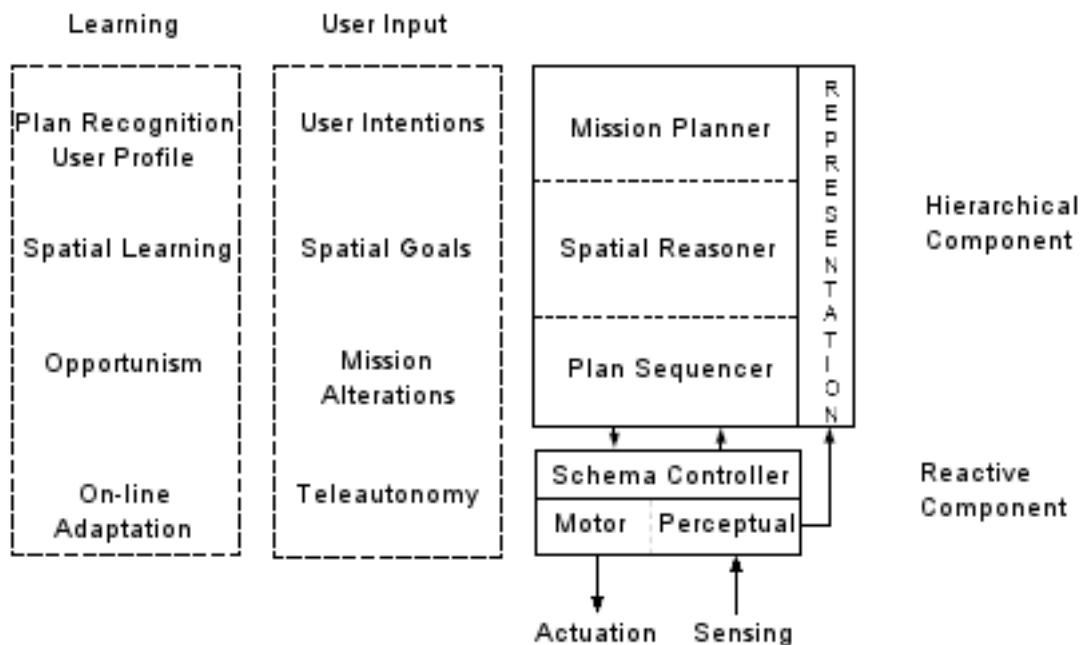 Learning
User Input
Plan Recognition
User Profile
Spatial Learning
Opportunism
On-line
Adaptation
User Intentions
Spatial Goals
Mission
Alterations
Teleautonomy
Mission Planner
Spatial Reasoner
Plan Sequencer
REPRESENTATION
Schema Controller
Motor
Perceptual
Actuation
Sensing
Hierarchical
Component
Reactive
Component